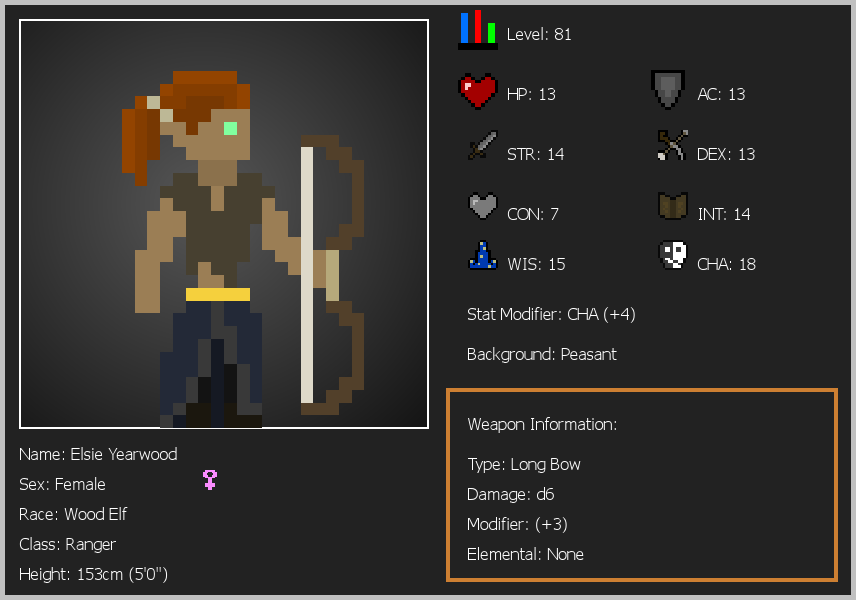 Level: 81
HP: 13
AC: 13
STR: 14
DEX: 13
CON: 7
INT: 14
WIS: 15
CHA: 18
Stat Modifier: CHA (+4)
Background: Peasant
Weapon Information:
Type: Long Bow
Damage: d6
Modifier: (+3)
Elemental: None
Name: Elsie Yearwood
Sex: Female
Race: Wood Elf
Class: Ranger
Height: 153cm (5'0")